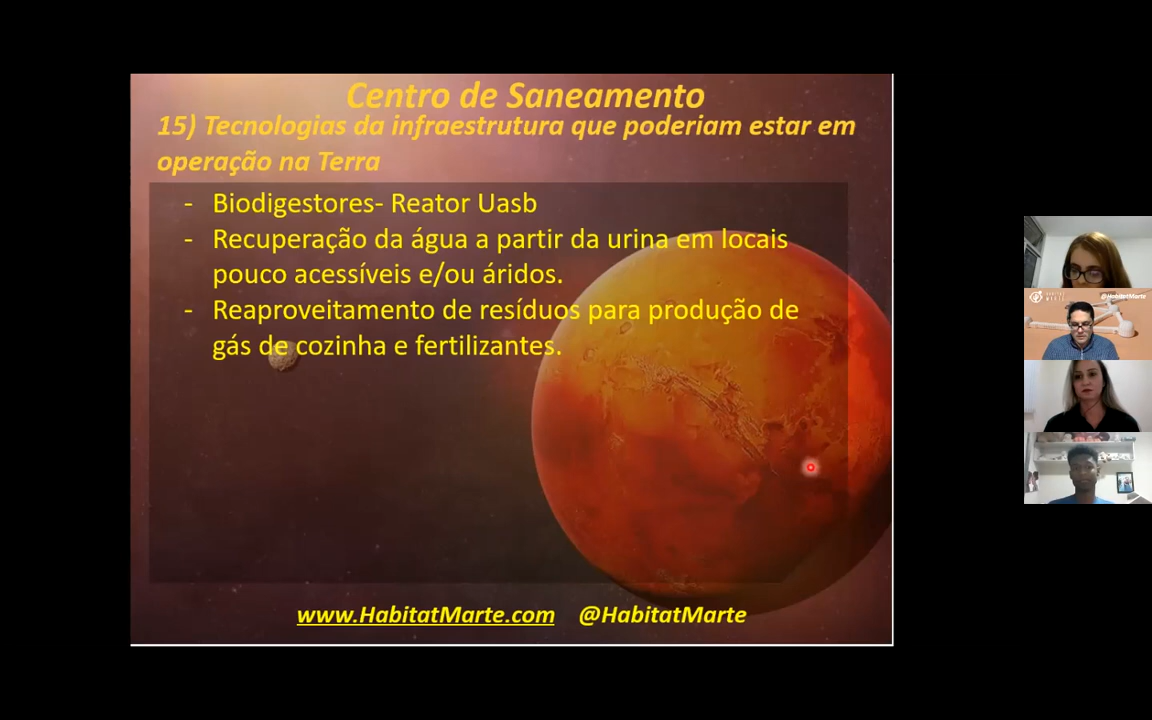 Centro de Saneamento
15) Tecnologias da infraestrutura que poderiam estar em
operação na Terra
- Biodigestores- Reator Uasb
- Recuperação da água a partir da urina em locais
pouco acessíveis e/ou áridos.
- Reaproveitamento de resíduos para produção de
gás de cozinha e fertilizantes.
www.HabitatMarte.com @HabitatMarte
@HabitatMarte